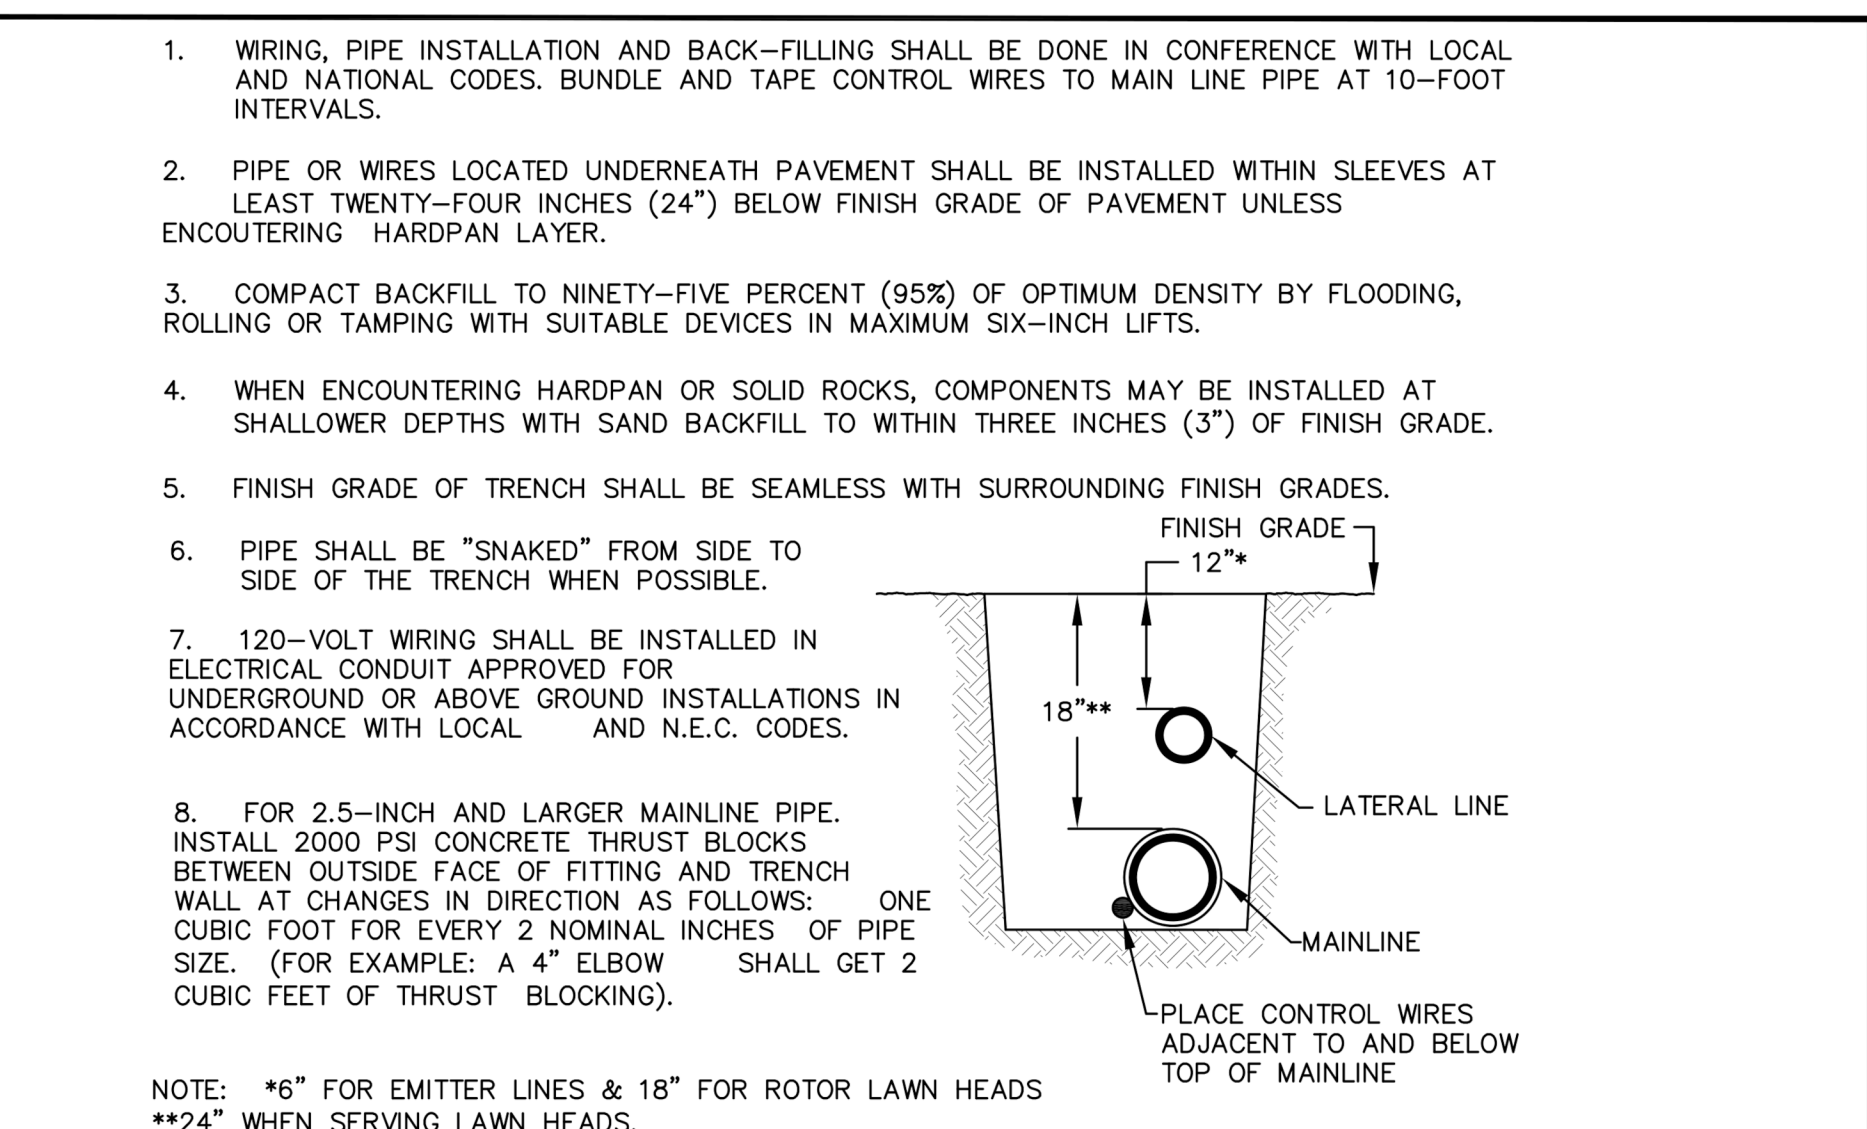 1. WIRING, PIPE INSTALLATION AND BACK-FILLING SHALL BE DONE IN CONFERENCE WITH LOCAL
AND NATIONAL CODES. BUNDLE AND TAPE CONTROL WIRES TO MAIN LINE PIPE AT 10-FOOT
INTERVALS.
2. PIPE OR WIRES LOCATED UNDERNEATH PAVEMENT SHALL BE INSTALLED WITHIN SLEEVES AT
LEAST TWENTY-FOUR INCHES (24") BELOW FINISH GRADE OF PAVEMENT UNLESS
ENCOUTERING HARDPAN LAYER.
3. COMPACT BACKFILL TO NINETY-FIVE PERCENT (95%) OF OPTIMUM DENSITY BY FLOODING,
ROLLING OR TAMPING WITH SUITABLE DEVICES IN MAXIMUM SIX-INCH LIFTS.
4. WHEN ENCOUNTERING HARDPAN OR SOLID ROCKS, COMPONENTS MAY BE INSTALLED AT
SHALLOWER DEPTHS WITH SAND BACKFILL TO WITHIN THREE INCHES (3") OF FINISH GRADE.
5. FINISH GRADE OF TRENCH SHALL BE SEAMLESS WITH SURROUNDING FINISH GRADES.
6. PIPE SHALL BE "SNAKED" FROM SIDE TO
SIDE OF THE TRENCH WHEN POSSIBLE.
7. 120-VOLT WIRING SHALL BE INSTALLED IN
ELECTRICAL CONDUIT APPROVED FOR
UNDERGROUND OR ABOVE GROUND INSTALLATIONS IN
ACCORDANCE WITH LOCAL AND N.E.C. CODES.
8. FOR 2.5-INCH AND LARGER MAINLINE PIPE.
INSTALL 2000 PSI CONCRETE THRUST BLOCKS
BETWEEN OUTSIDE FACE OF FITTING AND TRENCH
WALL AT CHANGES IN DIRECTION AS FOLLOWS: ONE
CUBIC FOOT FOR EVERY 2 NOMINAL INCHES OF PIPE
SIZE. (FOR EXAMPLE: A 4" ELBOW SHALL GET 2
CUBIC FEET OF THRUST BLOCKING).
FINISH GRADE
12"*
18"**
LATERAL LINE
MAINLINE
PLACE CONTROL WIRES
ADJACENT TO AND BELOW
TOP OF MAINLINE
NOTE: *6" FOR EMITTER LINES & 18" FOR ROTOR LAWN HEADS
**24" WHEN SERVING LAWN HEADS.